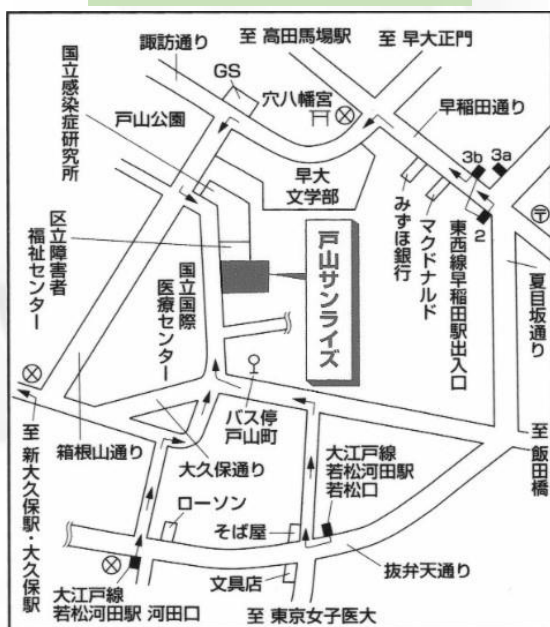 至 高田馬場駅
至 早大正門
諏訪通り
GS
穴八幡宮
早稲田通り
国立感染症研究所
戸山公園
早大
文学部
3b
3a
みずほ銀行
マクドナルド
東西線早稲田駅出入口
2
夏目坂通り
区立障害者
福祉センター
国立国際
医療センター
戸山サンライズ
バス停
戸山町
至 新大久保駅・大久保駅
箱根山通り
大久保通り
大江戸線
若松河田駅
若松口
至 飯田橋
ローソン
そば屋
抜弁天通り
大江戸線
若松河田駅 河田口
文具店
至 東京女子医大